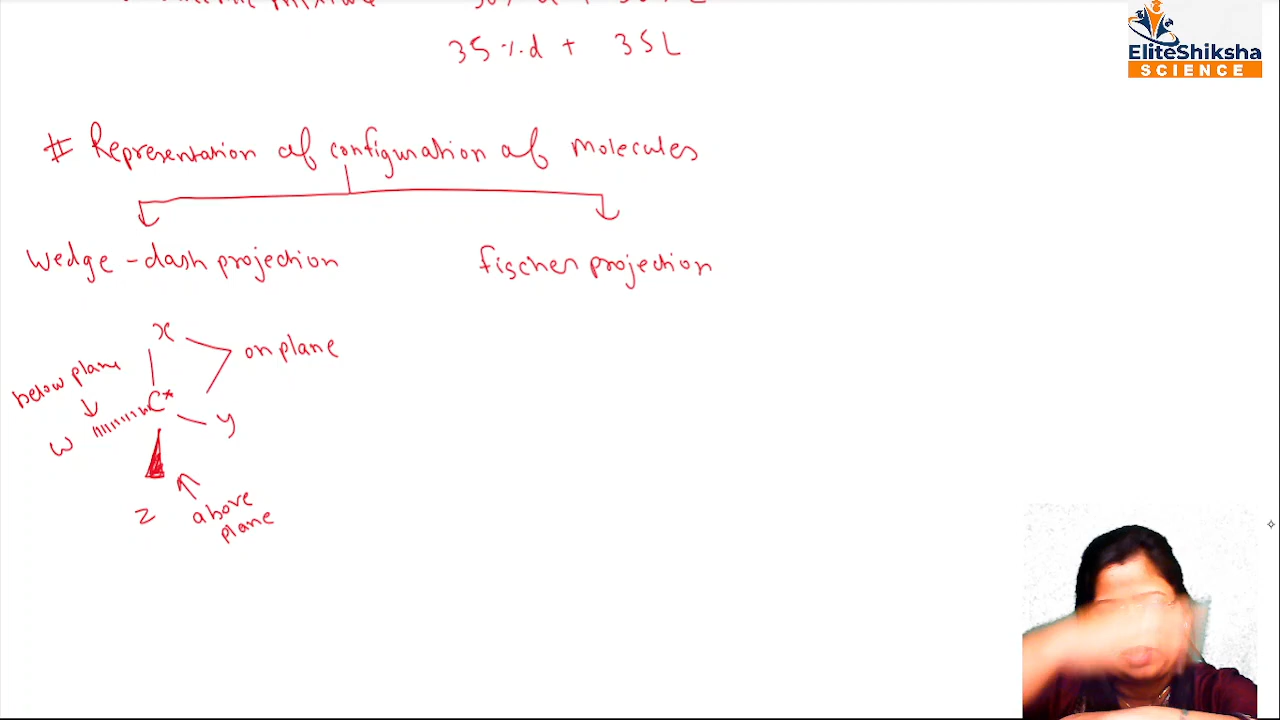 35 %d + 35 L
EliteShiksha
SCIENCE
# Representation of configuration of molecules
Wedge - dash projection
fischer projection
x
on plane
below plane
C*
y
w
z
above
plane